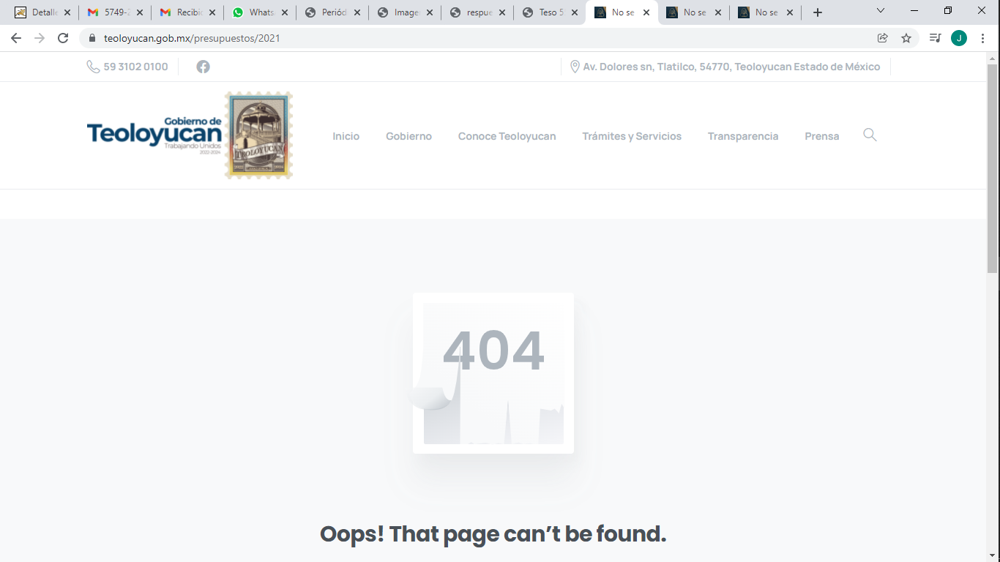 Detalle
5749-2
Recibid
Whats
Periód
Image
respue
Teso 5
No se
No se
No se
teoloyucan.gob.mx/presupuestos/2021
J
59 3102 0100
Av. Dolores sn, Tlatilco, 54770, Teoloyucan Estado de México
Gobierno de
Teoloyucan
Trabajando Unidos
2022-2024
TEOLOYUCAN
Inicio
Gobierno
Conoce Teoloyucan
Trámites y Servicios
Transparencia
Prensa
404
Oops! That page can’t be found.